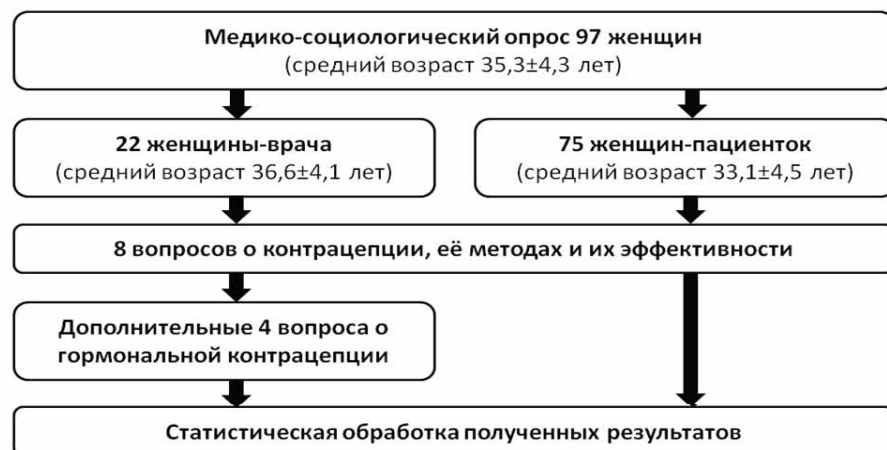 Медико-социологический опрос 97 женщин
(средний возраст 35,3±4,3 лет)
22 женщины-врача
(средний возраст 36,6±4,1 лет)
75 женщин-пациенток
(средний возраст 33,1±4,5 лет)
8 вопросов о контрацепции, её методах и их эффективности
Дополнительные 4 вопроса о
гормональной контрацепции
Статистическая обработка полученных результатов